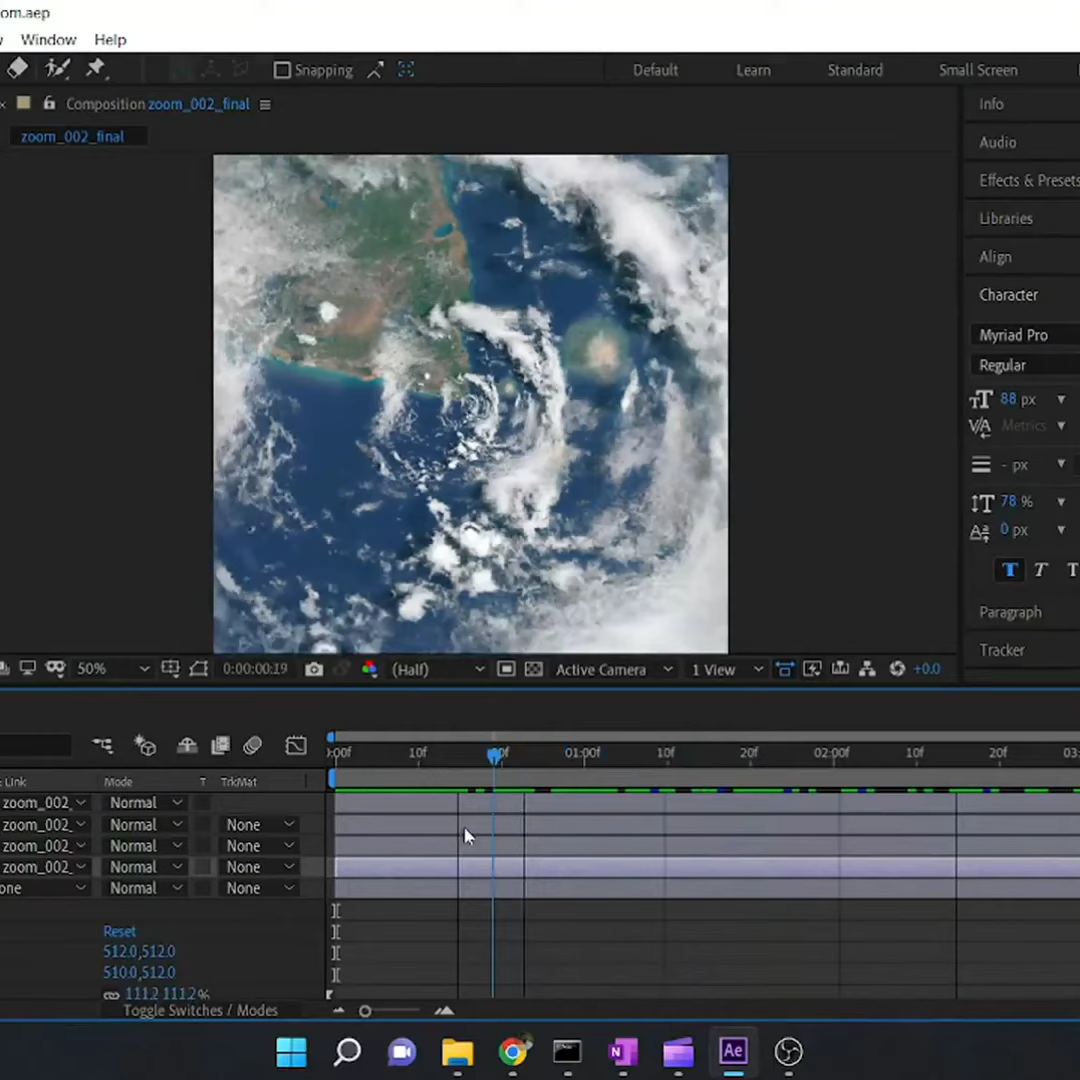 om.aep
Window Help
Snapping Default Learn Standard Small Screen
× Composition zoom_002_final
zoom_002_final
Info
Audio
Effects & Presets
Libraries
Align
Character
Myriad Pro
Regular
88 px
Metrics
- px
78 %
0 px
T T T
Paragraph
Tracker
50% 0:00:00:19 (Half) Active Camera 1 View +0.0
:00f 10f 20f 01:00f 10f 20f 02:00f 10f 20f 03:
Link Mode T TrkMat
zoom_002_ Normal
zoom_002_ Normal None
zoom_002_ Normal None
zoom_002_ Normal None
one Normal None
Reset
512.0,512.0
510.0,512.0
111.2 111.2%
Toggle Switches / Modes
N Ae